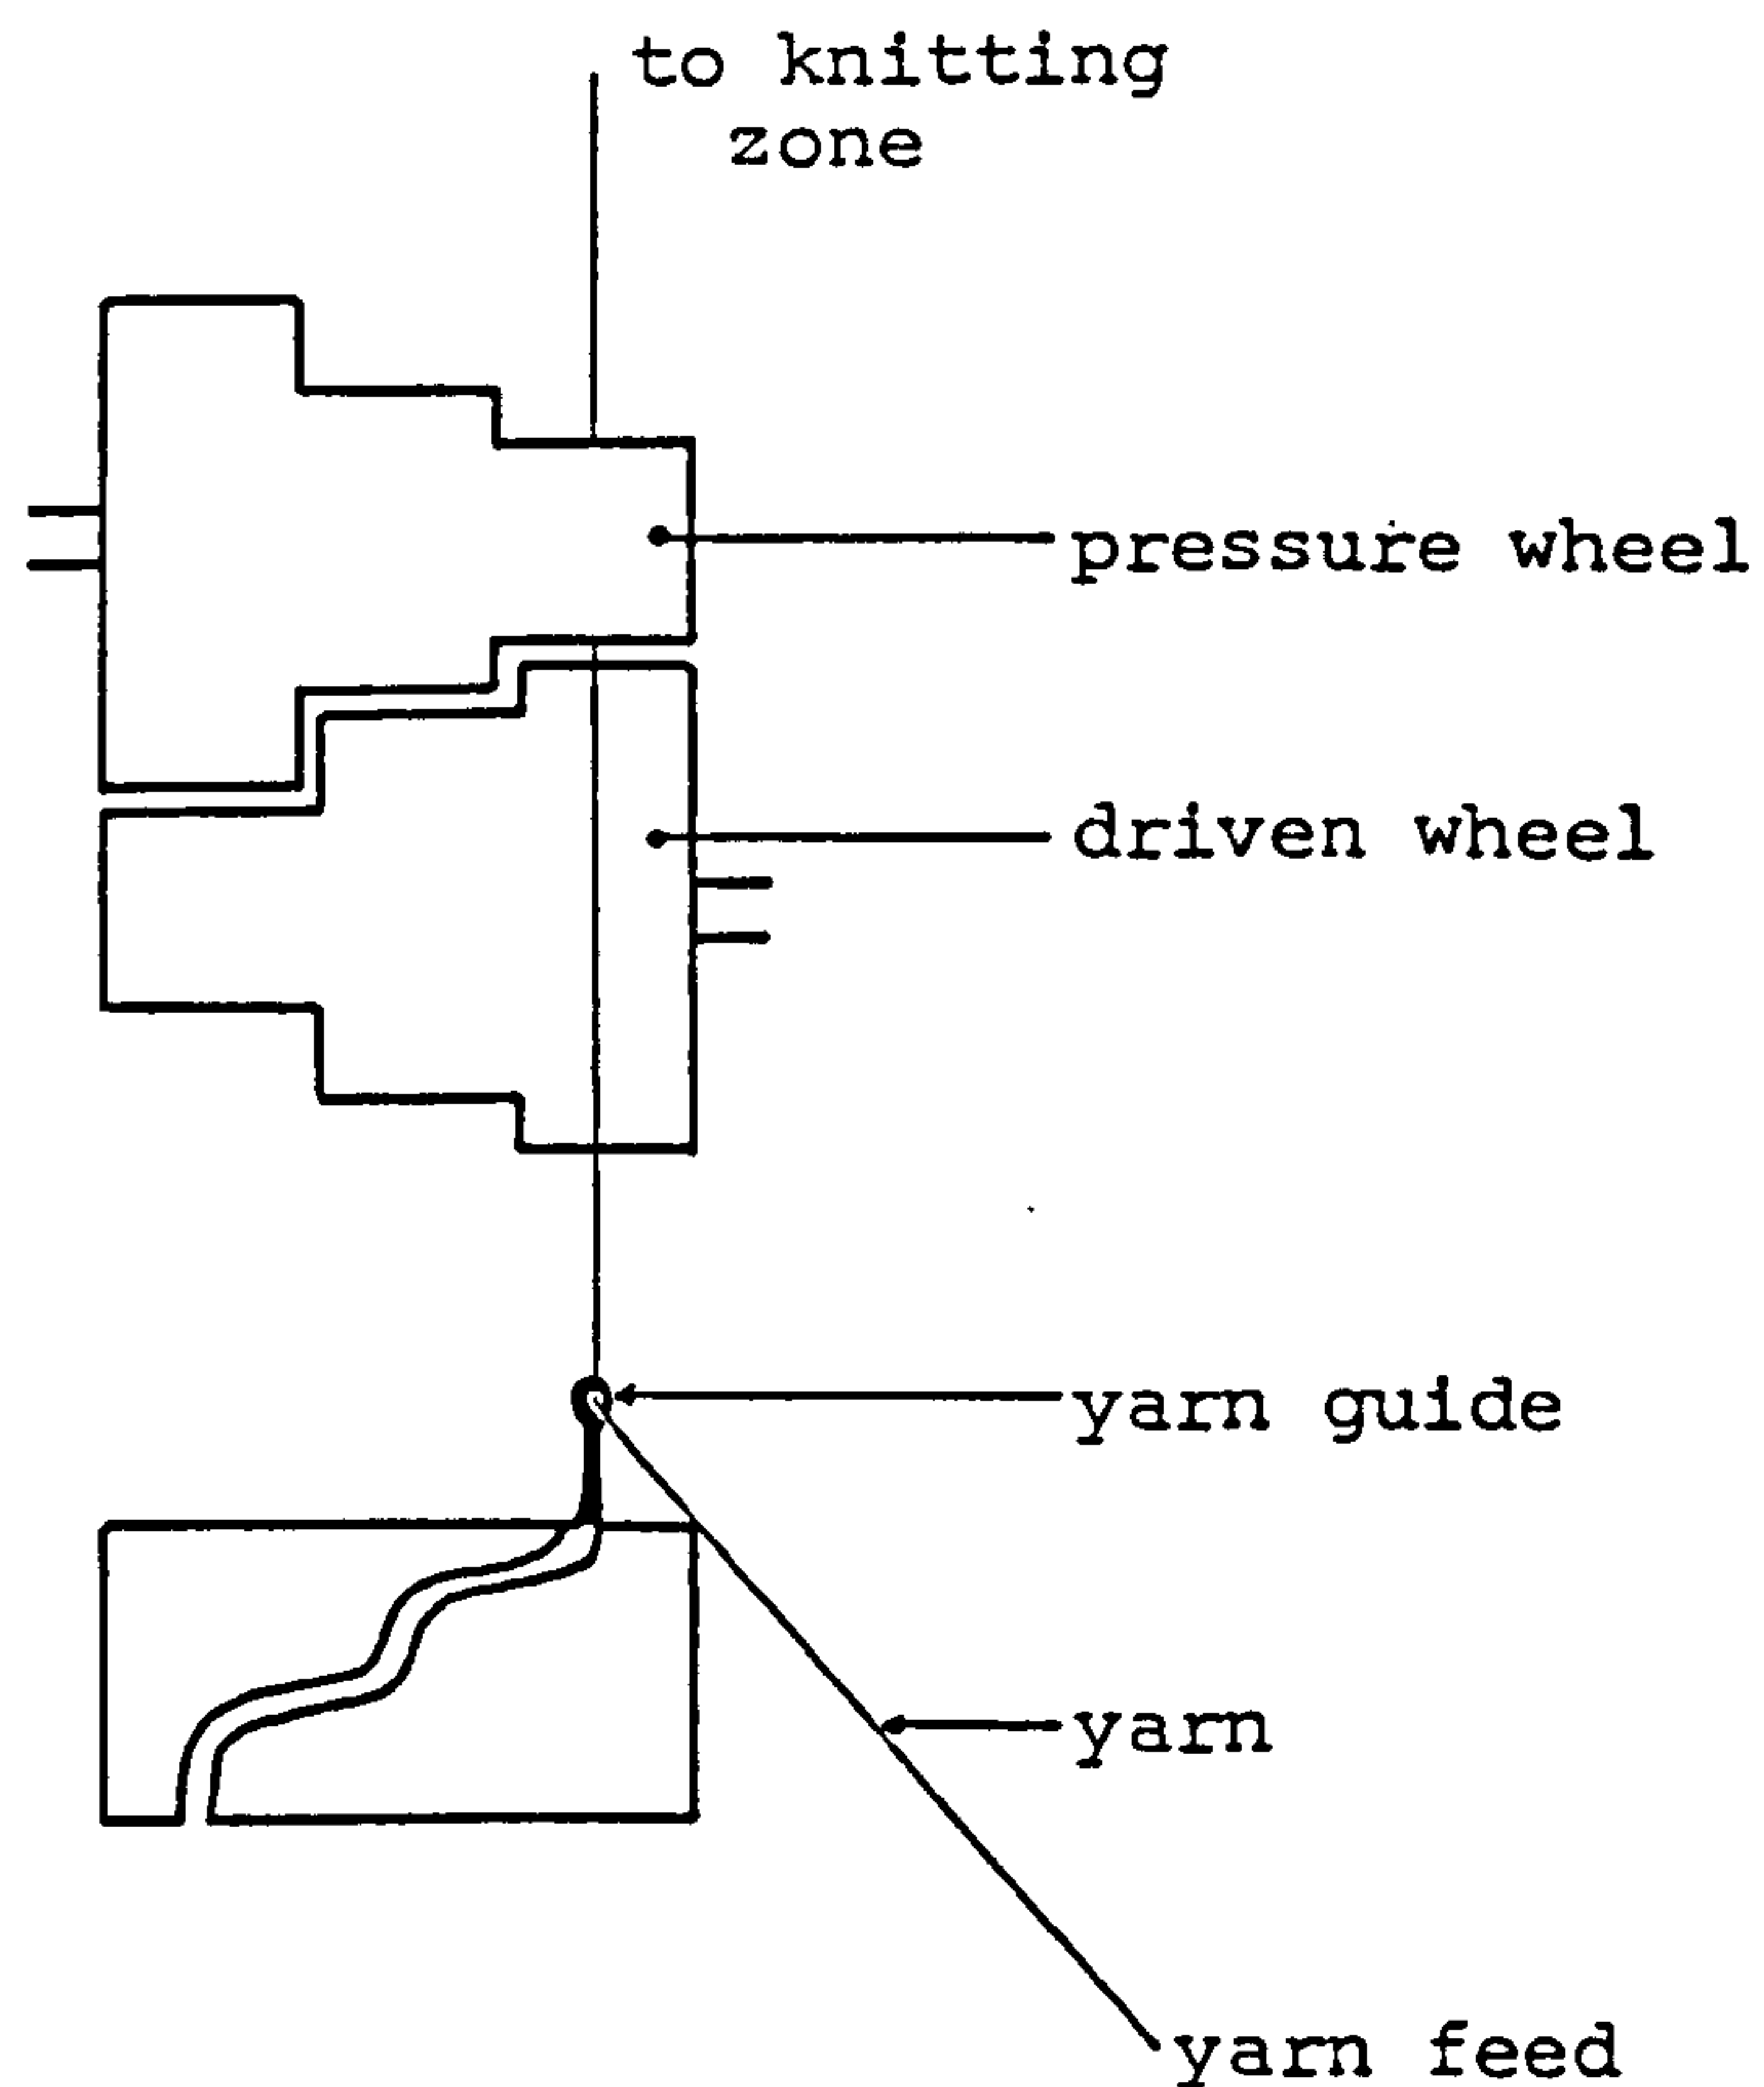 to knitting
zone
pressure wheel
driven wheel
yarn guide
yarn
yarn feed